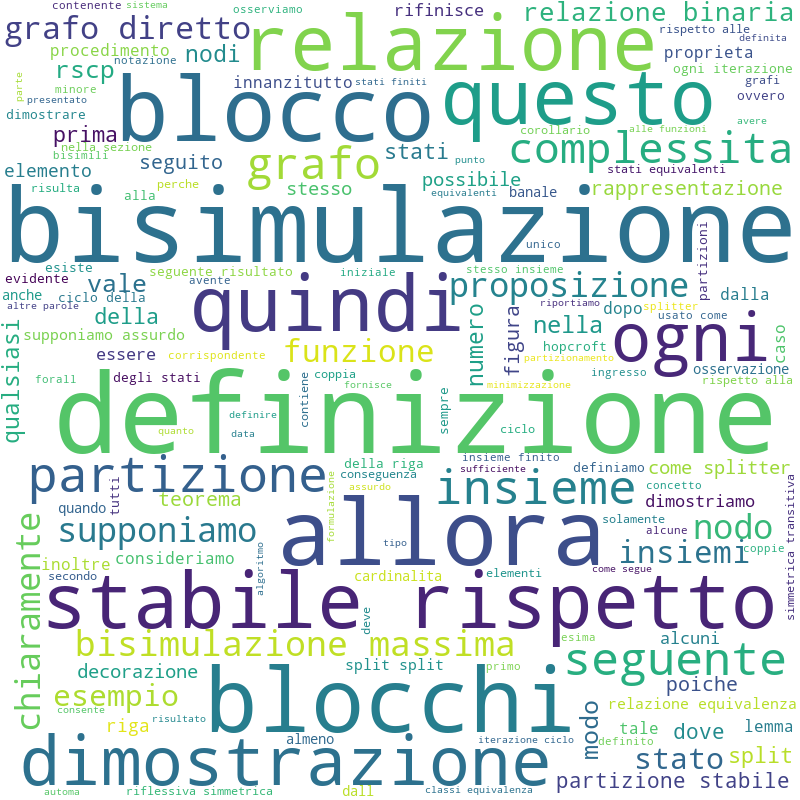 contenente
sistema
osserviamo
rifinisce
relazione binaria
grafo diretto
relazione
rispetto alle
definita
procedimento
nodi
notazione
proprieta
rscp
innanzitutto
stati finiti
ogni iterazione
grafi
parte
minore
blocco
questo
ovvero
presentato
dimostrare
prima
corollario
alle funzioni
avere
nella sezione
bisimili
seguito
grafo
stati
punto
complessita
elemento
stati equivalenti
risulta
perche
stesso
possibile
equivalenti
banale
rappresentazione
alla
bisimulazione
unico
partizioni
evidente
esiste
seguente risultato
iniziale
stesso insieme
anche
ciclo della
vale
avente
quindi
proposizione
dalla
altre parole
riportiamo
dopo
splitter
usato come
della
nella
numero
figura
ogni
caso
supponiamo assurdo
hopcroft
osservazione
essere
corrispondente
funzione
partizionamento
qualsiasi
forall
degli stati
coppia
fornisce
contiene
sempre
minimizzazione
ingresso
rispetto alla
definizione
definire
data
ciclo
quanto
partizione
della riga
conseguenza
insieme finito
sufficiente
definiamo
come splitter
quando
tutti
teorema
assurdo
formulazione
insieme
concetto
dimostriamo
supponiamo
allora
solamente
alcune
nodo
simmetrica transitiva
chiaramente
inoltre
consideriamo
algoritmo
tipo
insiemi
coppie
secondo
cardinalita
elementi
come segue
stabile rispetto
deve
bisimulazione massima
esima
alcuni
decorazione
split split
primo
seguente
esempio
blocchi
poiche
consente
riga
risultato
relazione equivalenza
modo
tale
dove
lemma
almeno
iterazione ciclo
definito
dimostrazione
stato
split
automa
riflessiva simmetrica
dall
classi equivalenza
partizione stabile